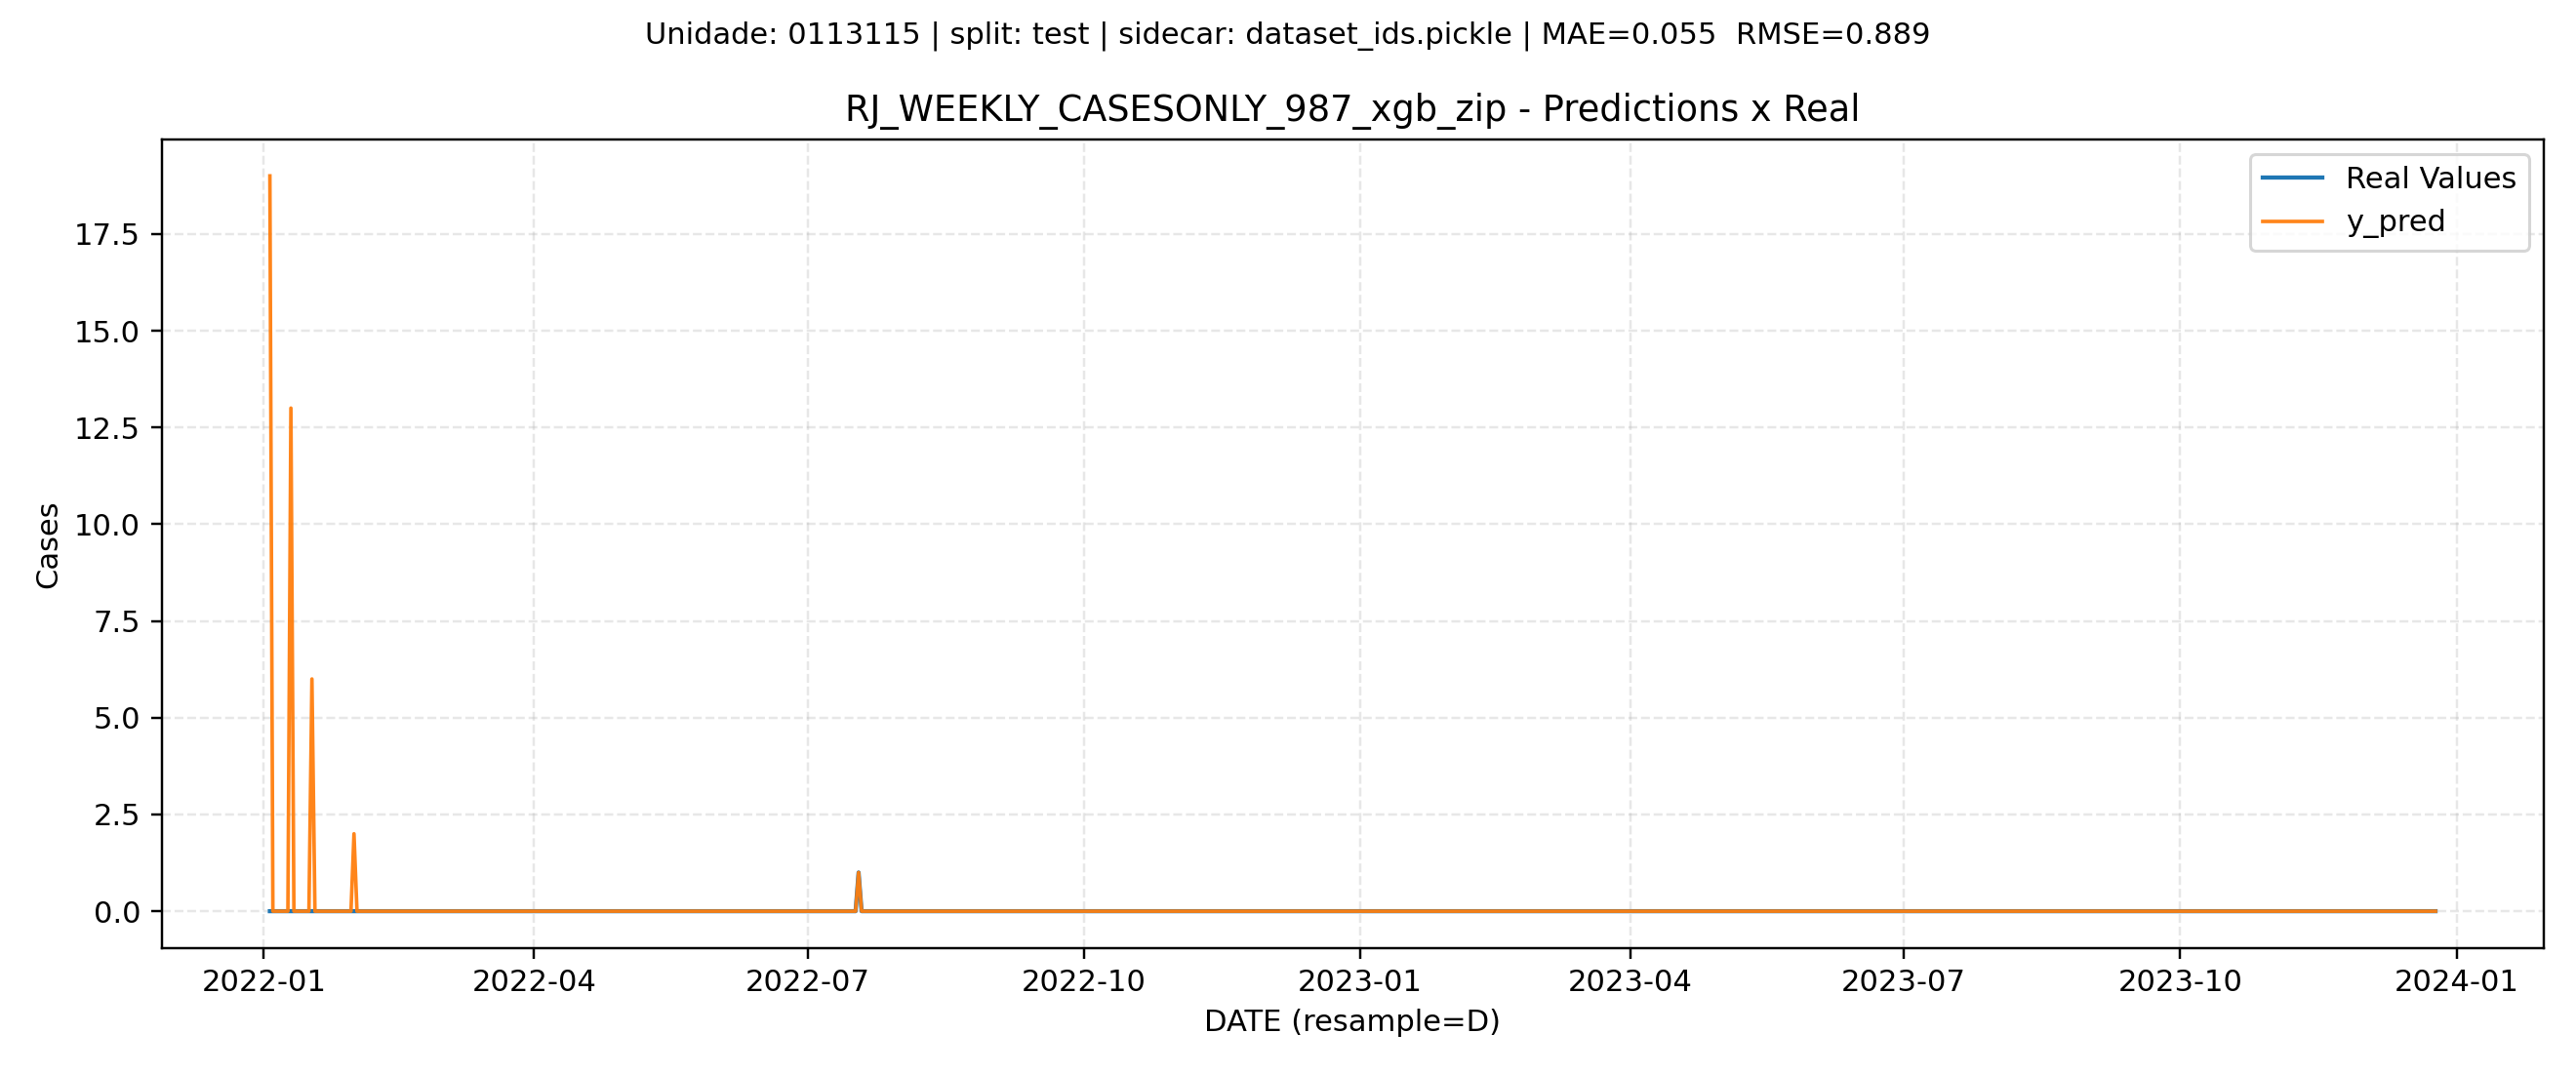 Unidade: 0113115 | split: test | sidecar: dataset_ids.pickle | MAE=0.055  RMSE=0.889
RJ_WEEKLY_CASESONLY_987_xgb_zip - Predictions x Real
Real Values
y_pred
17.5
15.0
12.5
10.0
7.5
5.0
2.5
0.0
Cases
2022-01
2022-04
2022-07
2022-10
2023-01
2023-04
2023-07
2023-10
2024-01
DATE (resample=D)